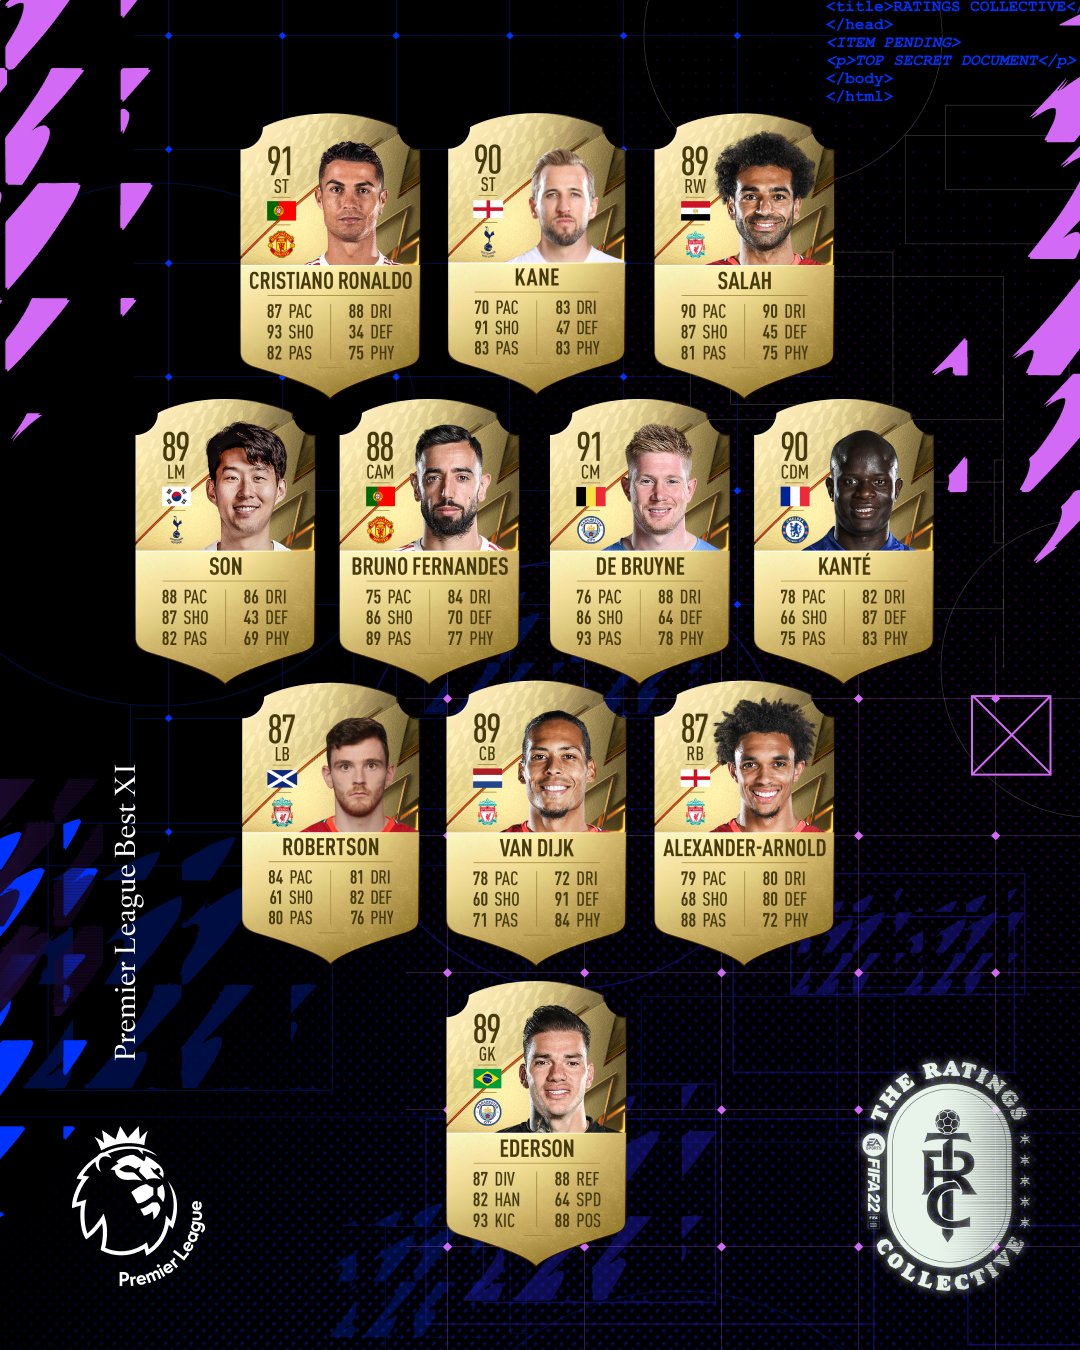 <title>RATINGS COLLECTIVE</
</head>
<ITEM PENDING>
<p>TOP SECRET DOCUMENT</p>
</body>
</html>
91
ST
CRISTIANO RONALDO
87 PAC 88 DRI
93 SHO 34 DEF
82 PAS 75 PHY
90
ST
KANE
70 PAC 83 DRI
91 SHO 47 DEF
83 PAS 83 PHY
89
RW
SALAH
90 PAC 90 DRI
87 SHO 45 DEF
81 PAS 75 PHY
89
LM
SON
88 PAC 86 DRI
87 SHO 43 DEF
82 PAS 69 PHY
88
CAM
BRUNO FERNANDES
75 PAC 84 DRI
86 SHO 70 DEF
89 PAS 77 PHY
91
CM
DE BRUYNE
76 PAC 88 DRI
86 SHO 64 DEF
93 PAS 78 PHY
90
CDM
KANTÉ
78 PAC 82 DRI
66 SHO 87 DEF
75 PAS 83 PHY
87
LB
ROBERTSON
84 PAC 81 DRI
61 SHO 82 DEF
80 PAS 76 PHY
89
CB
VAN DIJK
78 PAC 72 DRI
60 SHO 91 DEF
71 PAS 84 PHY
87
RB
ALEXANDER-ARNOLD
79 PAC 80 DRI
68 SHO 80 DEF
88 PAS 72 PHY
Premier League Best XI
89
GK
EDERSON
87 DIV 88 REF
82 HAN 64 SPD
93 KIC 88 POS
Premier League
THE RATINGS
COLLECTIVE
EA SPORTS
FIFA 22
TRC